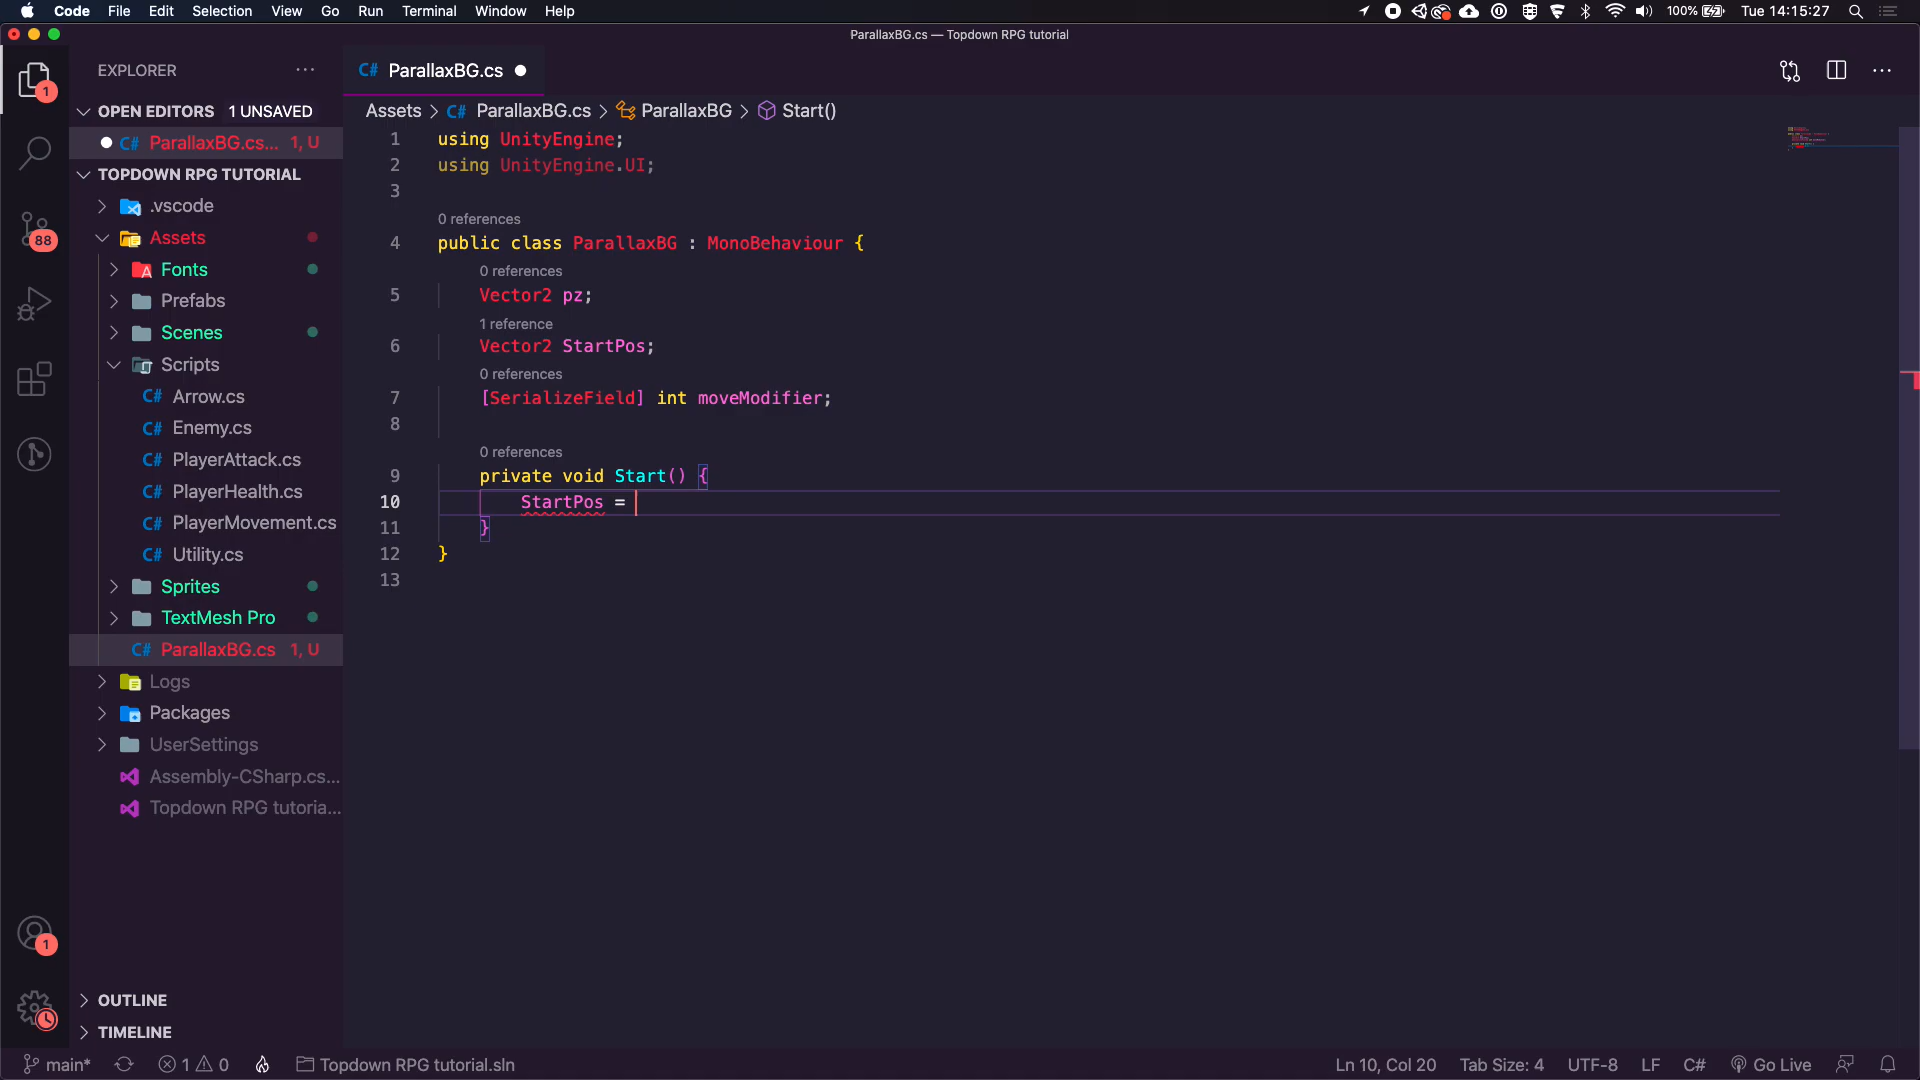 Code File Edit Selection View Go Run Terminal Window Help 100% Tue 14:15:27
ParallaxBG.cs — Topdown RPG tutorial
EXPLORER
C# ParallaxBG.cs
1
OPEN EDITORS 1 UNSAVED
Assets > C# ParallaxBG.cs > ParallaxBG > Start()
C# ParallaxBG.cs... 1, U
TOPDOWN RPG TUTORIAL
.vscode
Assets
88
Fonts
Prefabs
Scenes
Scripts
C# Arrow.cs
C# Enemy.cs
C# PlayerAttack.cs
C# PlayerHealth.cs
C# PlayerMovement.cs
C# Utility.cs
Sprites
TextMesh Pro
C# ParallaxBG.cs 1, U
Logs
Packages
UserSettings
Assembly-CSharp.cs...
Topdown RPG tutoria...
1
OUTLINE
TIMELINE
1 using UnityEngine;
2 using UnityEngine.UI;
3
0 references
4 public class ParallaxBG : MonoBehaviour {
0 references
5 Vector2 pz;
1 reference
6 Vector2 StartPos;
0 references
7 [SerializeField] int moveModifier;
8
0 references
9 private void Start() {
10 StartPos =
11 }
12 }
13
main* 1 0 Topdown RPG tutorial.sln Ln 10, Col 20 Tab Size: 4 UTF-8 LF C# Go Live